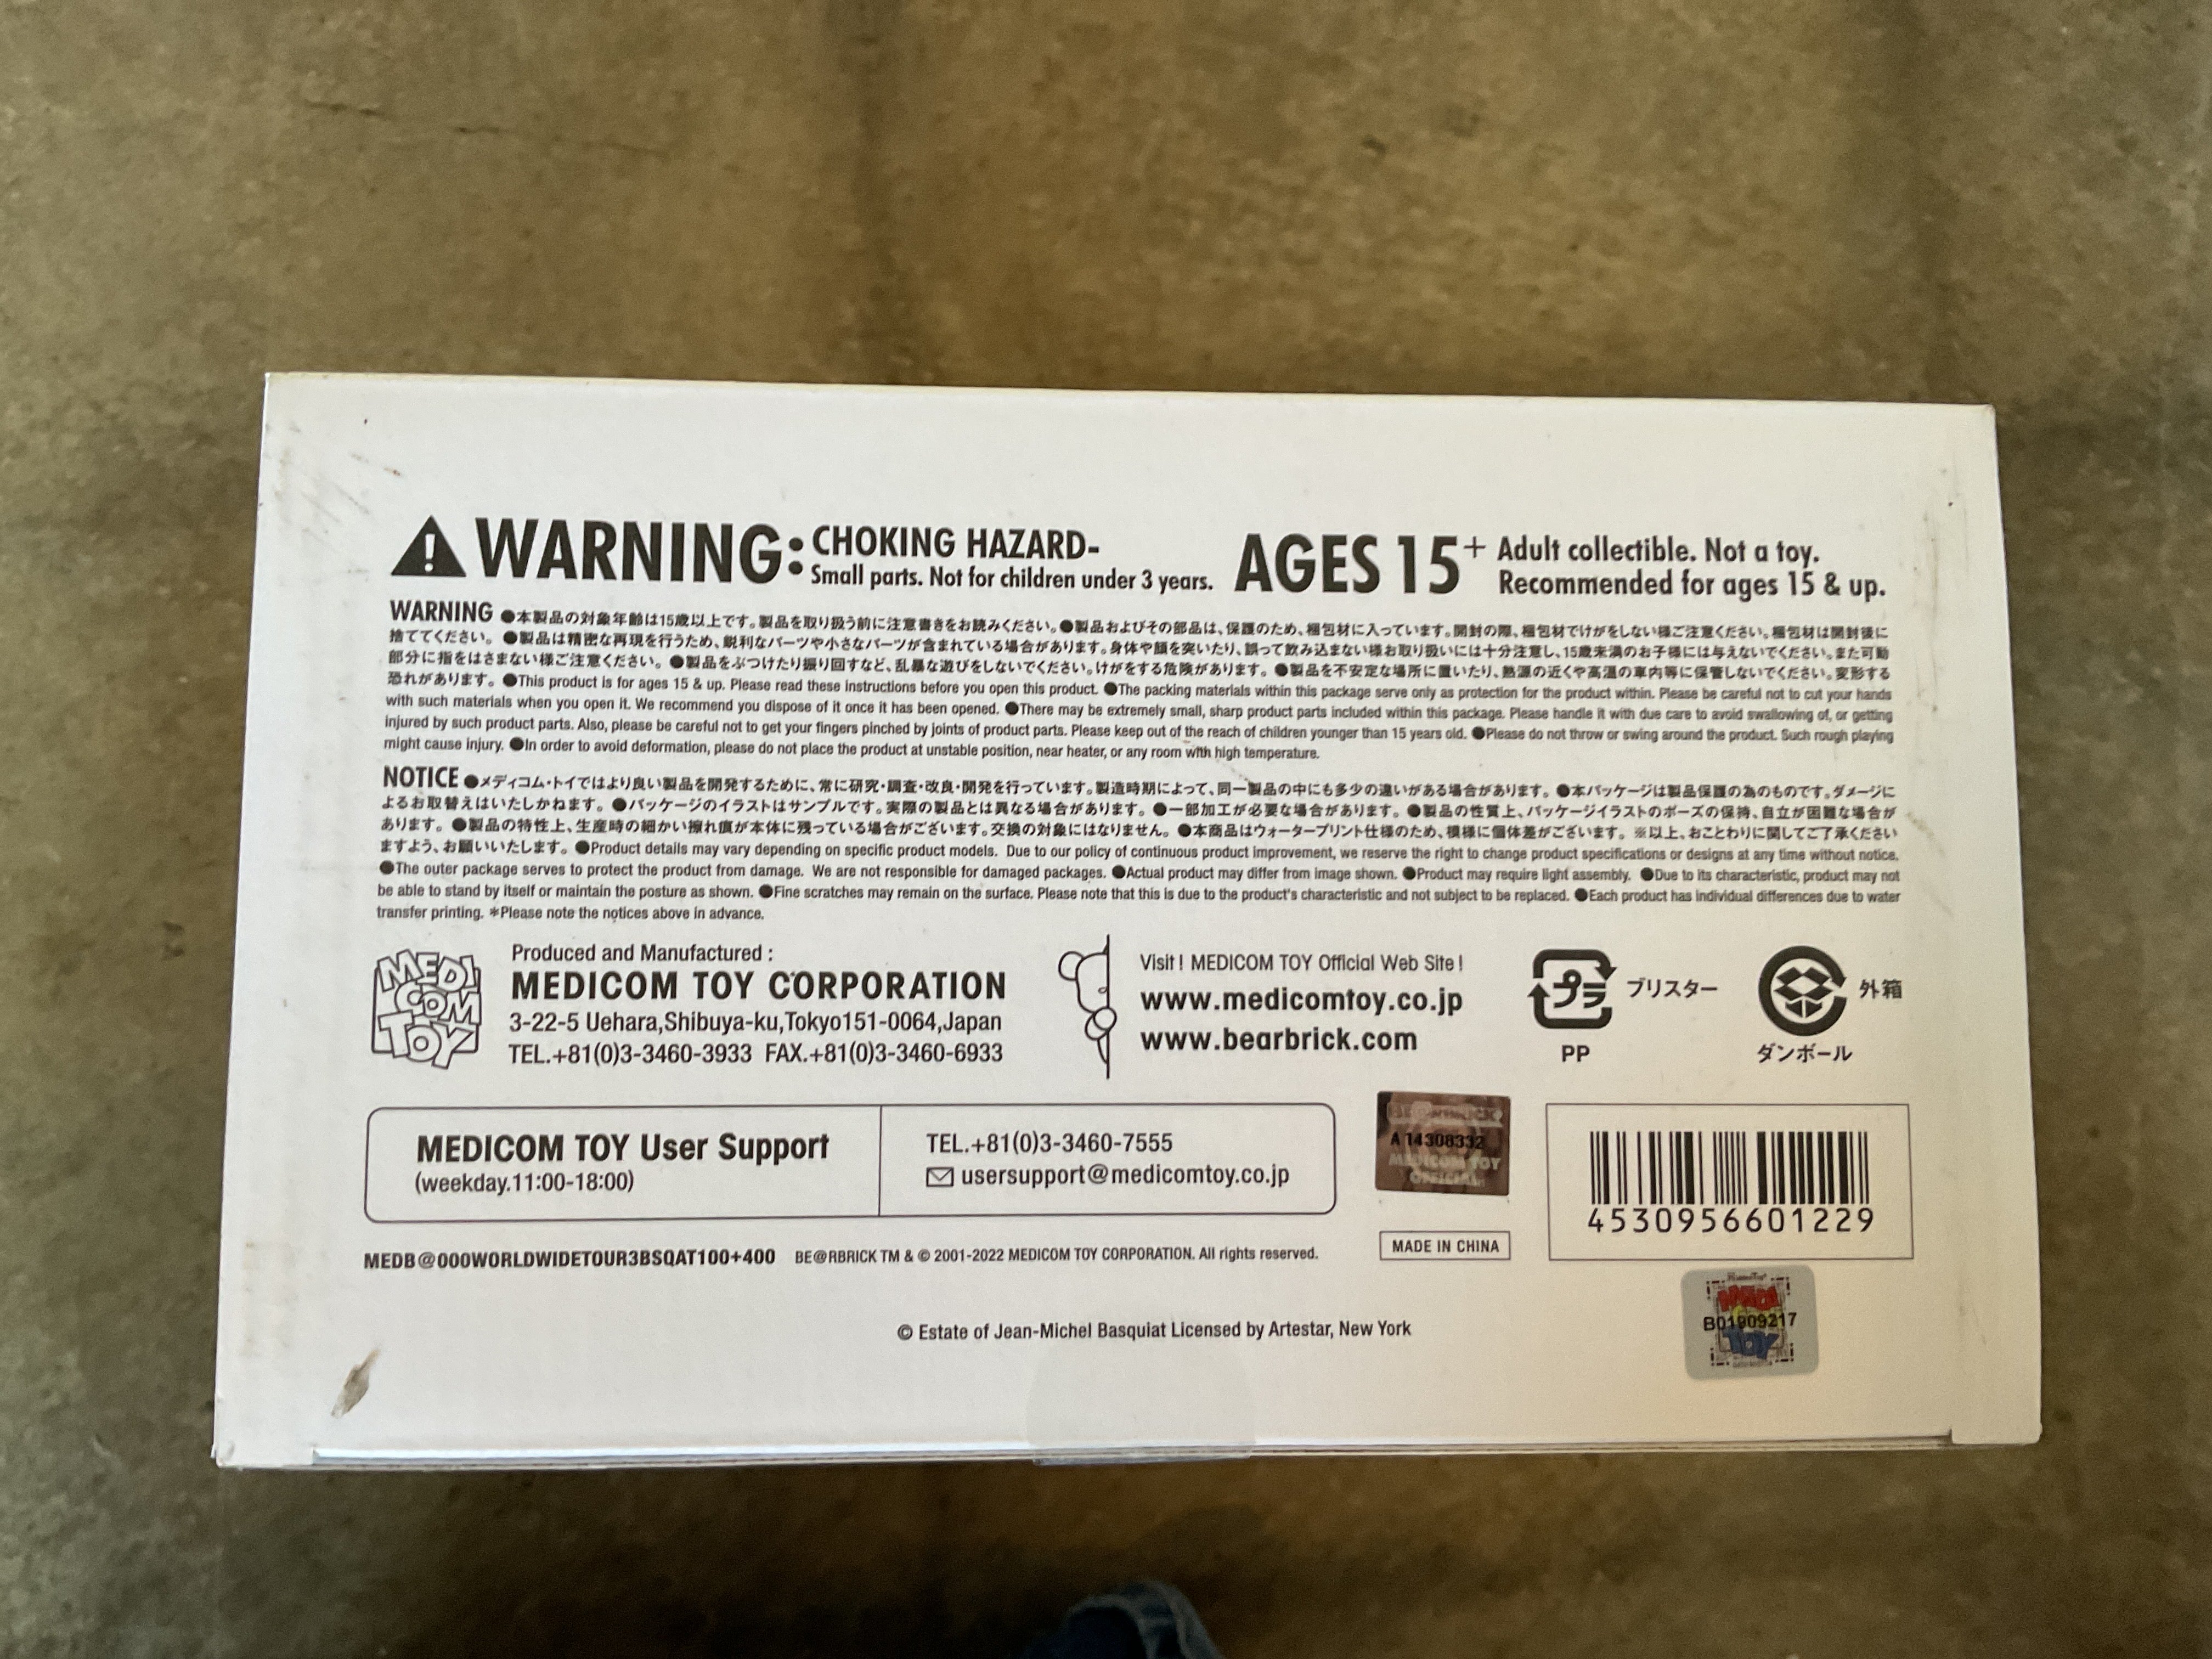 WARNING: CHOKING HAZARD-
Small parts. Not for children under 3 years.
AGES 15+ Adult collectible. Not a toy.
Recommended for ages 15 & up.
WARNING ●本製品の対象年齢は15歳以上です。製品を取り扱う前に注意書きをお読みください。●製品およびその部品は、保護のため、梱包材に入っています。開封の際、梱包材でけがをしない様ご注意ください。梱包材は開封後に
捨ててください。 ●製品は精密な再現を行うため、鋭利なパーツや小さなパーツが含まれている場合があります。身体や顔を突いたり、誤って飲み込まない様お取り扱いには十分注意し、15歳未満のお子様には与えないでください。また可動
部分に指をはさまない様ご注意ください。 ●製品をぶつけたり振り回すなど、乱暴な遊びをしないでください。けがをする危険があります。 ●製品を不安定な場所に置いたり、熱源の近くや高温の車内等に保管しないでください。変形する
恐れがあります。 ●This product is for ages 15 & up. Please read these instructions before you open this product. ●The packing materials within this package serve only as protection for the product within. Please be careful not to cut your hands
with such materials when you open it. We recommend you dispose of it once it has been opened. ●There may be extremely small, sharp product parts included within this package. Please handle it with due care to avoid swallowing of, or getting
injured by such product parts. Also, please be careful not to get your fingers pinched by joints of product parts. Please keep out of the reach of children younger than 15 years old. ●Please do not throw or swing around the product. Such rough playing
might cause injury. ●In order to avoid deformation, please do not place the product at unstable position, near heater, or any room with high temperature.
NOTICE ●メディコム・トイではより良い製品を開発するために、常に研究・調査・改良・開発を行っています。製造時期によって、同一製品の中にも多少の違いがある場合があります。 ●本パッケージは製品保護の為のものです。ダメージに
よるお取替えはいたしかねます。 ●パッケージのイラストはサンプルです。実際の製品とは異なる場合があります。 ●一部加工が必要な場合があります。 ●製品の性質上、パッケージイラストのポーズの保持、自立が困難な場合が
あります。 ●製品の特性上、生産時の細かい擦れ痕が本体に残っている場合がございます。交換の対象にはなりません。 ●本商品はウォータープリント仕様のため、模様に個体差がございます。 ※以上、おことわりに関してご了承ください
ますよう、お願いいたします。 ●Product details may vary depending on specific product models. Due to our policy of continuous product improvement, we reserve the right to change product specifications or designs at any time without notice.
●The outer package serves to protect the product from damage. We are not responsible for damaged packages. ●Actual product may differ from image shown. ●Product may require light assembly. ●Due to its characteristic, product may not
be able to stand by itself or maintain the posture as shown. ●Fine scratches may remain on the surface. Please note that this is due to the product's characteristic and not subject to be replaced. ●Each product has individual differences due to water
transfer printing. *Please note the notices above in advance.
MEDI
COM
TOY
Produced and Manufactured :
MEDICOM TOY CORPORATION
3-22-5 Uehara,Shibuya-ku,Tokyo151-0064,Japan
TEL.+81(0)3-3460-3933 FAX.+81(0)3-3460-6933
Visit ! MEDICOM TOY Official Web Site !
www.medicomtoy.co.jp
www.bearbrick.com
プラ ブリスター
PP
外箱
ダンボール
MEDICOM TOY User Support
(weekday.11:00-18:00)
TEL.+81(0)3-3460-7555
usersupport@medicomtoy.co.jp
BE@RBRICK
A 14308332
MEDICOM TOY
OFFICIAL
MADE IN CHINA
4530956601229
MEDB@000WORLDWIDETOUR3BSQAT100+400 BE@RBRICK TM & © 2001-2022 MEDICOM TOY CORPORATION. All rights reserved.
MEDI
B01909217
TOY
© Estate of Jean-Michel Basquiat Licensed by Artestar, New York